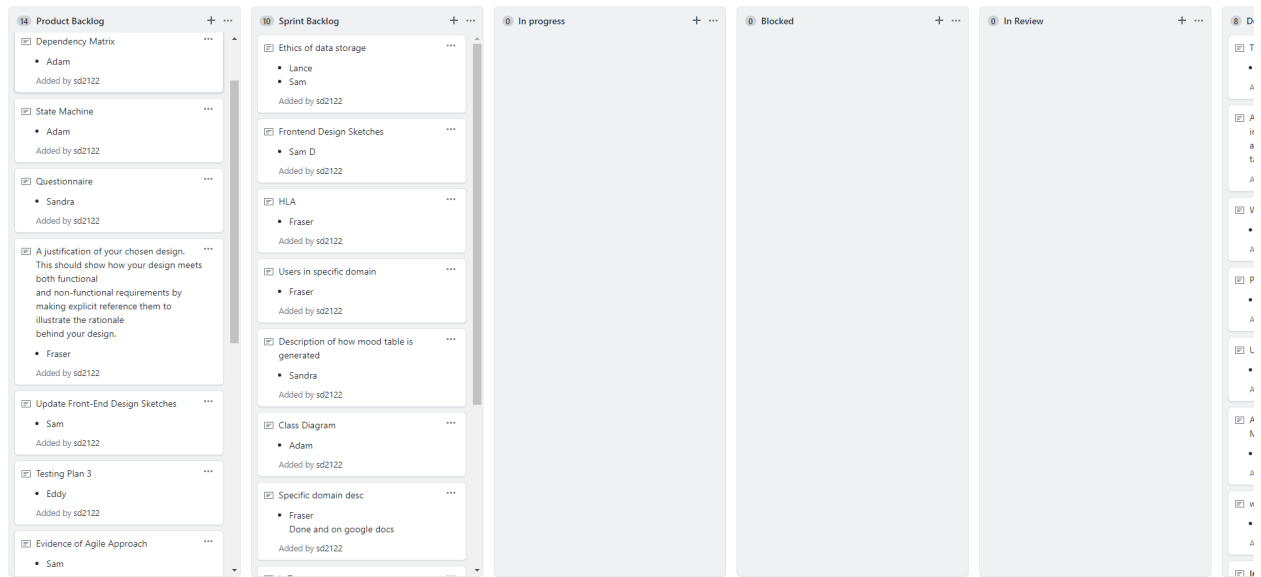 14 Product Backlog
Dependency Matrix
Adam
Added by sd2122
State Machine
Adam
Added by sd2122
Questionnaire
Sandra
Added by sd2122
A justification of your chosen design.
This should show how your design meets
both functional
and non-functional requirements by
making explicit reference them to
illustrate the rationale
behind your design.
Fraser
Added by sd2122
Update Front-End Design Sketches
Sam
Added by sd2122
Testing Plan 3
Eddy
Added by sd2122
Evidence of Agile Approach
Sam
10 Sprint Backlog
Ethics of data storage
Lance
Sam
Added by sd2122
Frontend Design Sketches
Sam D
Added by sd2122
HLA
Fraser
Added by sd2122
Users in specific domain
Fraser
Added by sd2122
Description of how mood table is
generated
Sandra
Added by sd2122
Class Diagram
Adam
Added by sd2122
Specific domain desc
Fraser
Done and on google docs
Added by sd2122
0 In progress
0 Blocked
0 In Review
8